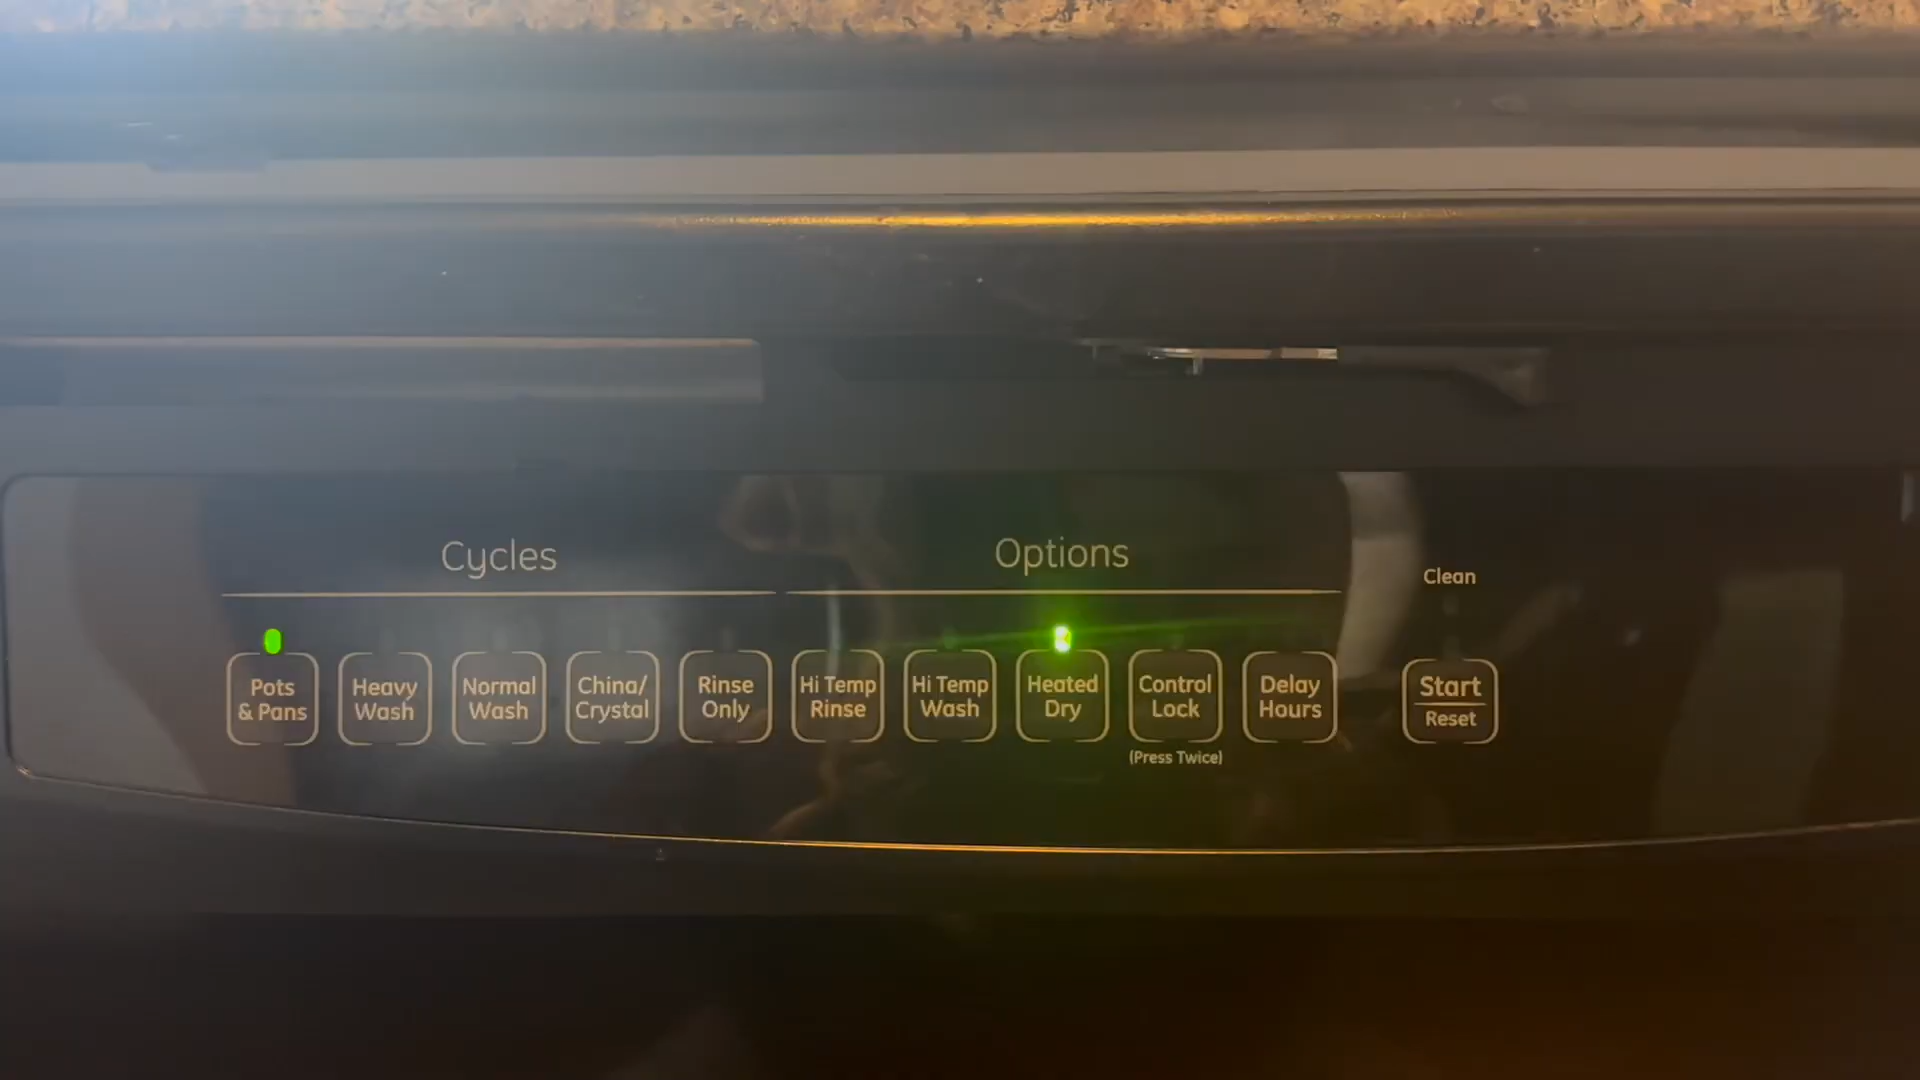 Cycles
Options
Clean
Pots
& Pans
Heavy
Wash
Normal
Wash
China/
Crystal
Rinse
Only
Hi Temp
Rinse
Hi Temp
Wash
Heated
Dry
Control
Lock
(Press Twice)
Delay
Hours
Start
Reset